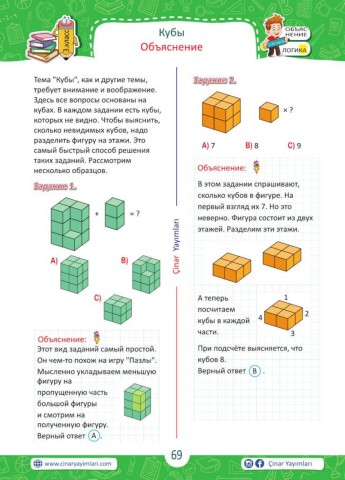 3 КЛАСС
Кубы
Объяснение
ОБЪЯС
НЕНИЕ
ЛОГИКА
Тема "Кубы", как и другие темы,
требует внимание и воображение.
Здесь все вопросы основаны на
кубах. В каждом задании есть кубы,
которых не видно. Чтобы выяснить,
сколько невидимых кубов, надо
разделить фигуру на этажи. Это
самый быстрый способ решения
таких заданий. Рассмотрим
несколько образцов.
Задание 1.
+ = ?
A) B)
C)
Объяснение:
Этот вид заданий самый простой.
Он чем-то похож на игру "Пазлы".
Мысленно укладываем меньшую
фигуру на
пропущенную часть
большой фигуры
и смотрим на
полученную фигуру.
Верный ответ A .
Çınar Yayımları
Задание 2.
× ?
A) 7 B) 8 C) 9
Объяснение:
В этом задании спрашивают,
сколько кубов в фигуре. На
первый взгляд их 7. Но это
неверно. Фигура состоит из двух
этажей. Разделим эти этажи.
А теперь
посчитаем
кубы в каждой
части.
1
2
3
4
При подсчёте выясняется, что
кубов 8.
Верный ответ B .
www.cinaryayimlari.com
69
Çınar Yayımları